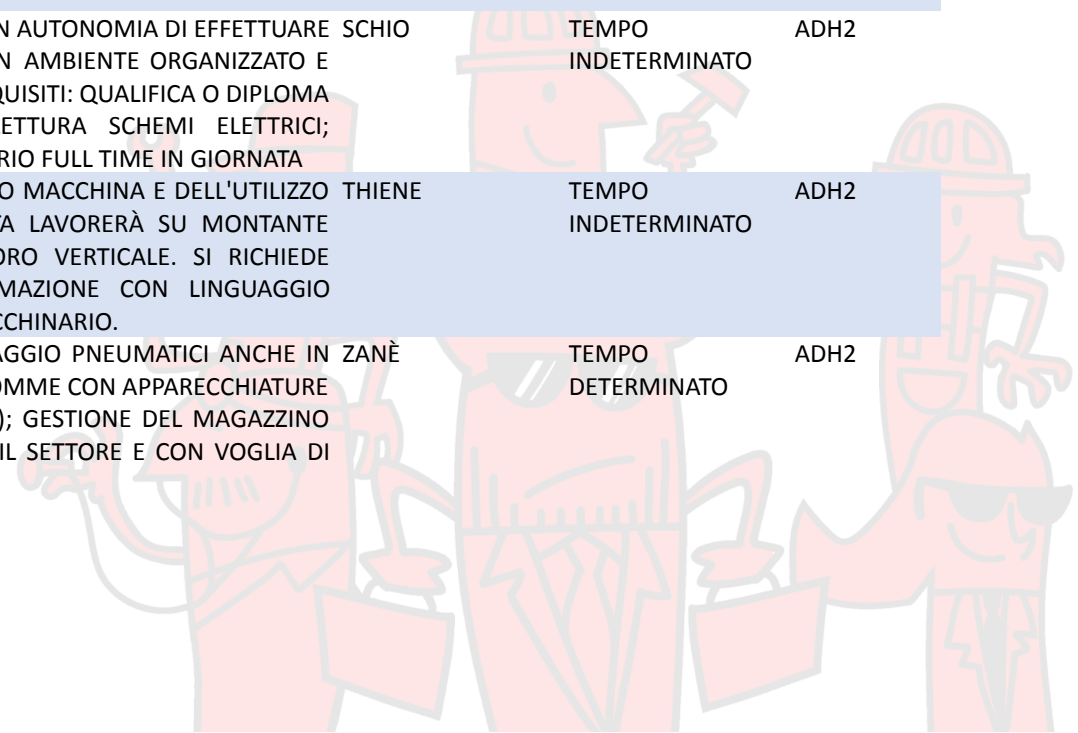 N AUTONOMIA DI EFFETTUARE SCHIO TEMPO ADH2
N AMBIENTE ORGANIZZATO E INDETERMINATO
QUISITI: QUALIFICA O DIPLOMA
ETTURA SCHEMI ELETTRICI;
RIO FULL TIME IN GIORNATA
O MACCHINA E DELL'UTILIZZO THIENE TEMPO ADH2
TA LAVORERÀ SU MONTANTE INDETERMINATO
ORO VERTICALE. SI RICHIEDE
MAZIONE CON LINGUAGGIO
CCHINARIO.
AGGIO PNEUMATICI ANCHE IN ZANÈ TEMPO ADH2
OMME CON APPARECCHIATURE DETERMINATO
); GESTIONE DEL MAGAZZINO
IL SETTORE E CON VOGLIA DI